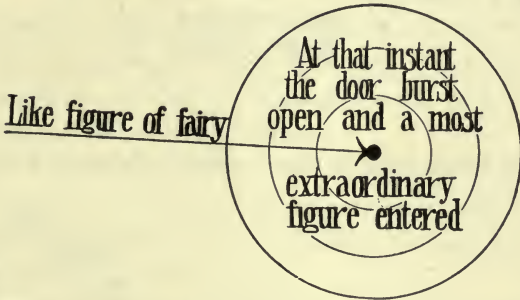 Like figure of fairy
At that instant
the door burst
open and a most
extraordinary
figure entered